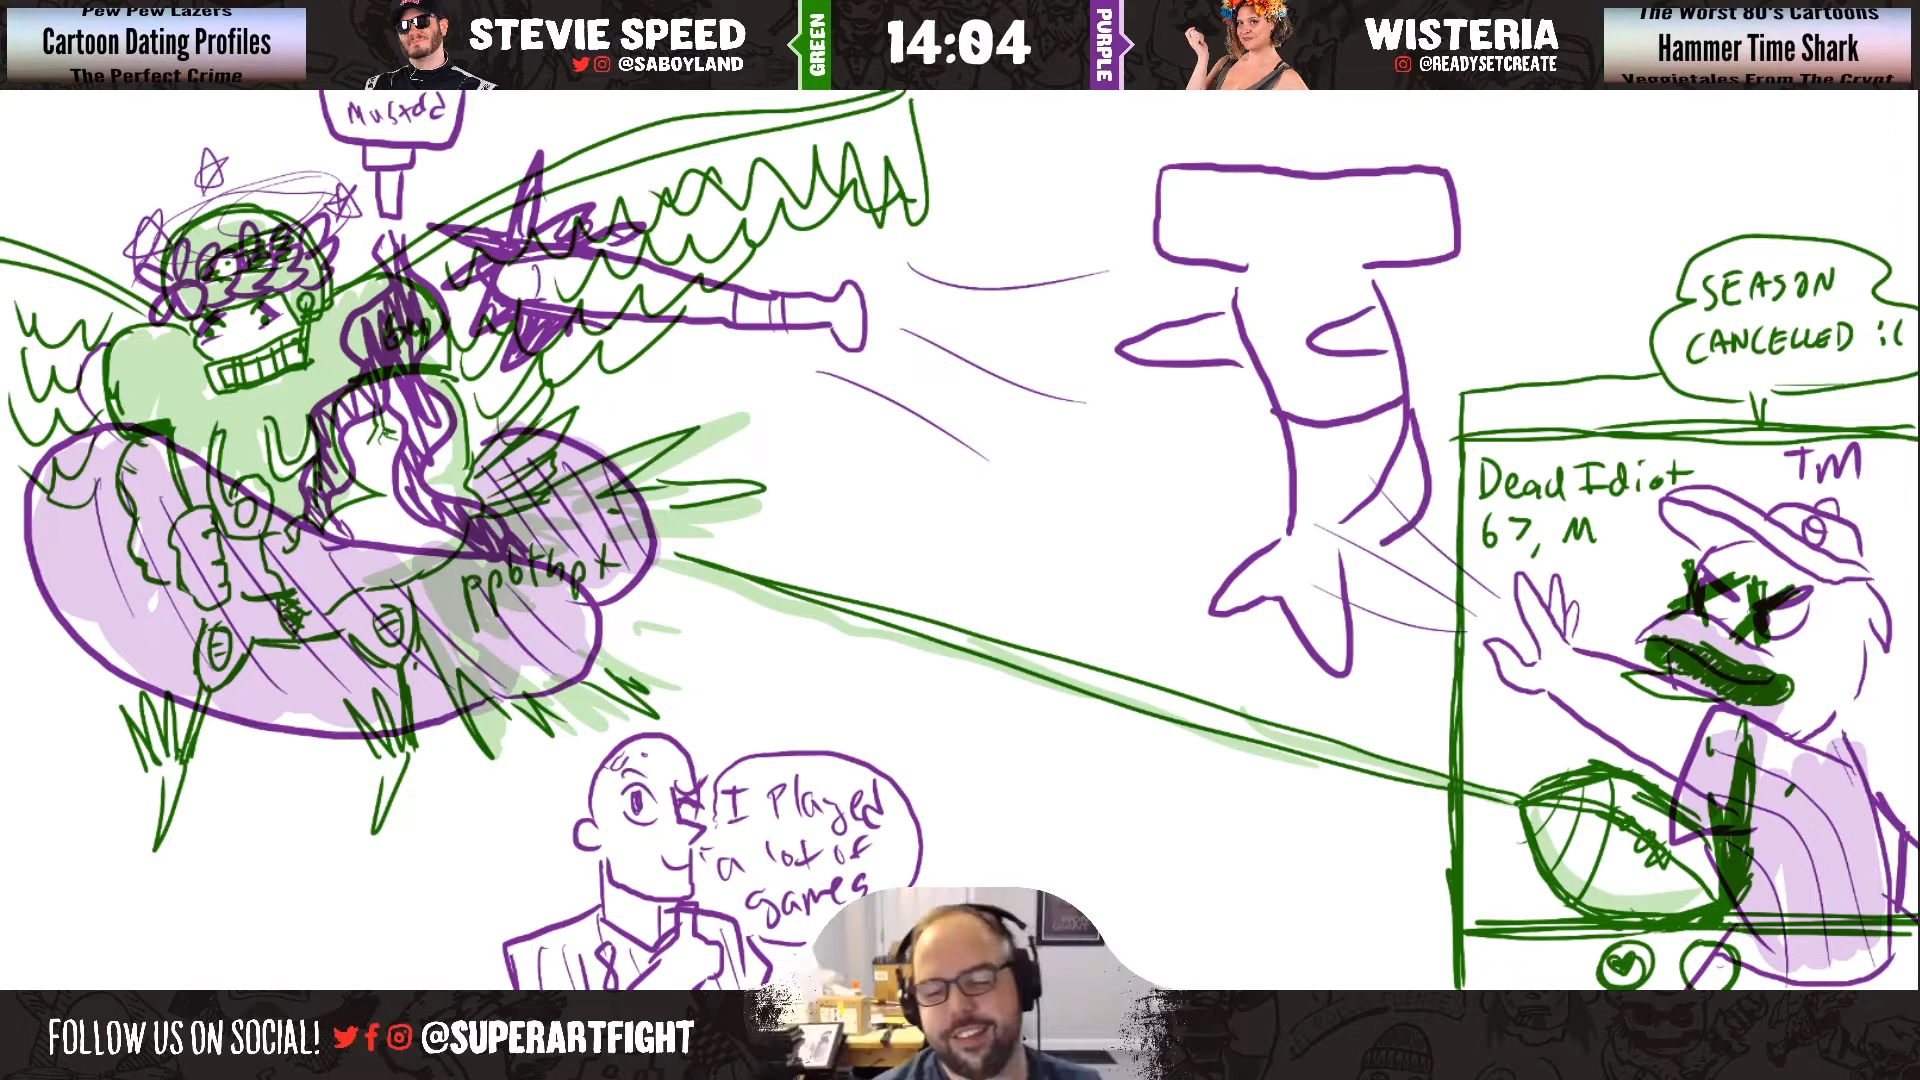 Pew Pew Lazers
Cartoon Dating Profiles
The Perfect Crime
STEVIE SPEED
@SABOYLAND
GREEN
14:04
PURPLE
WISTERIA
@READYSETCREATE
The Worst 80's Cartoons
Hammer Time Shark
Veggietales From The Crypt
Mustdd
SEASON
CANCELLED :(
TM
Dead Idiot
67, M
ppbthpt
I Played
a lot of
games
FOLLOW US ON SOCIAL!
@SUPERARTFIGHT